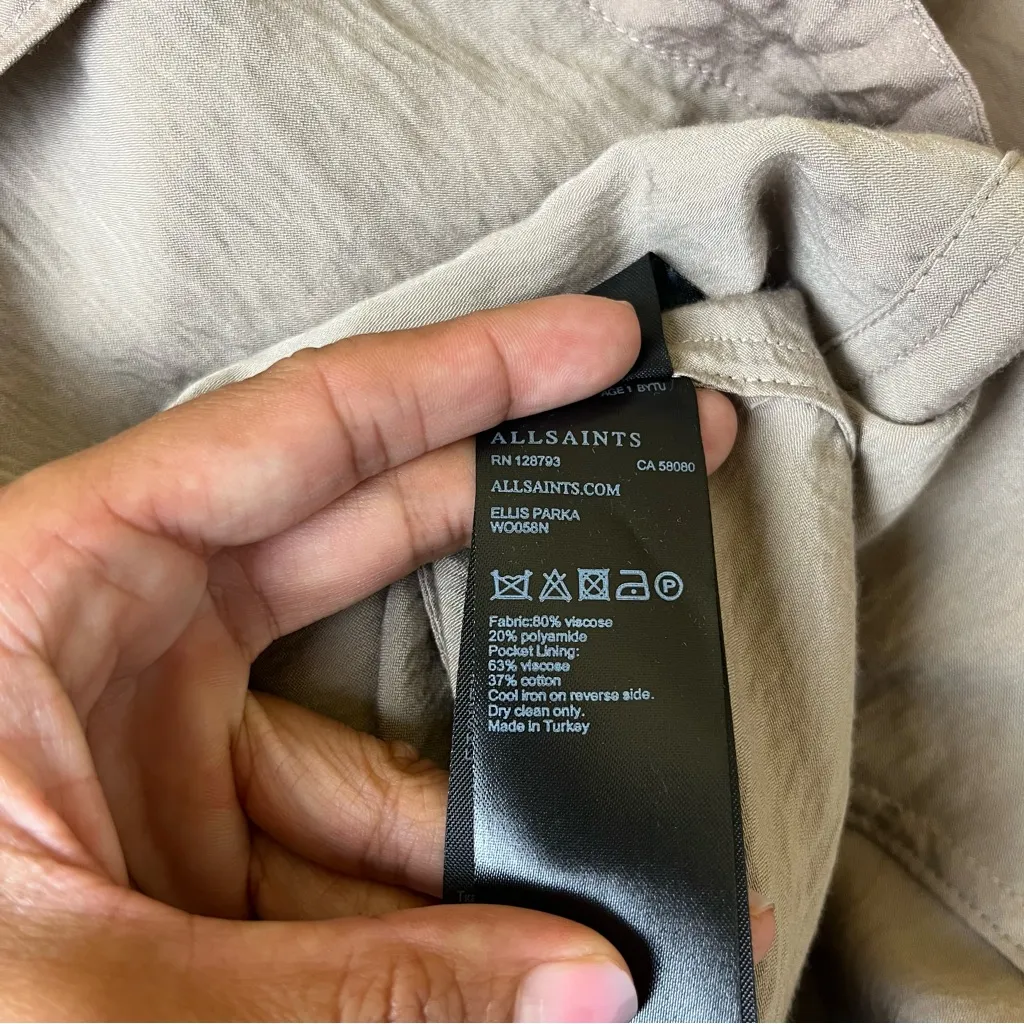 BYTU
ALLSAINTS
RN 128793 CA 58080
ALLSAINTS.COM
ELLIS PARKA
WO058N
P
Fabric:80% viscose
20% polyamide
Pocket Lining:
63% viscose
37% cotton
Cool iron on reverse side.
Dry clean only.
Made in Turkey